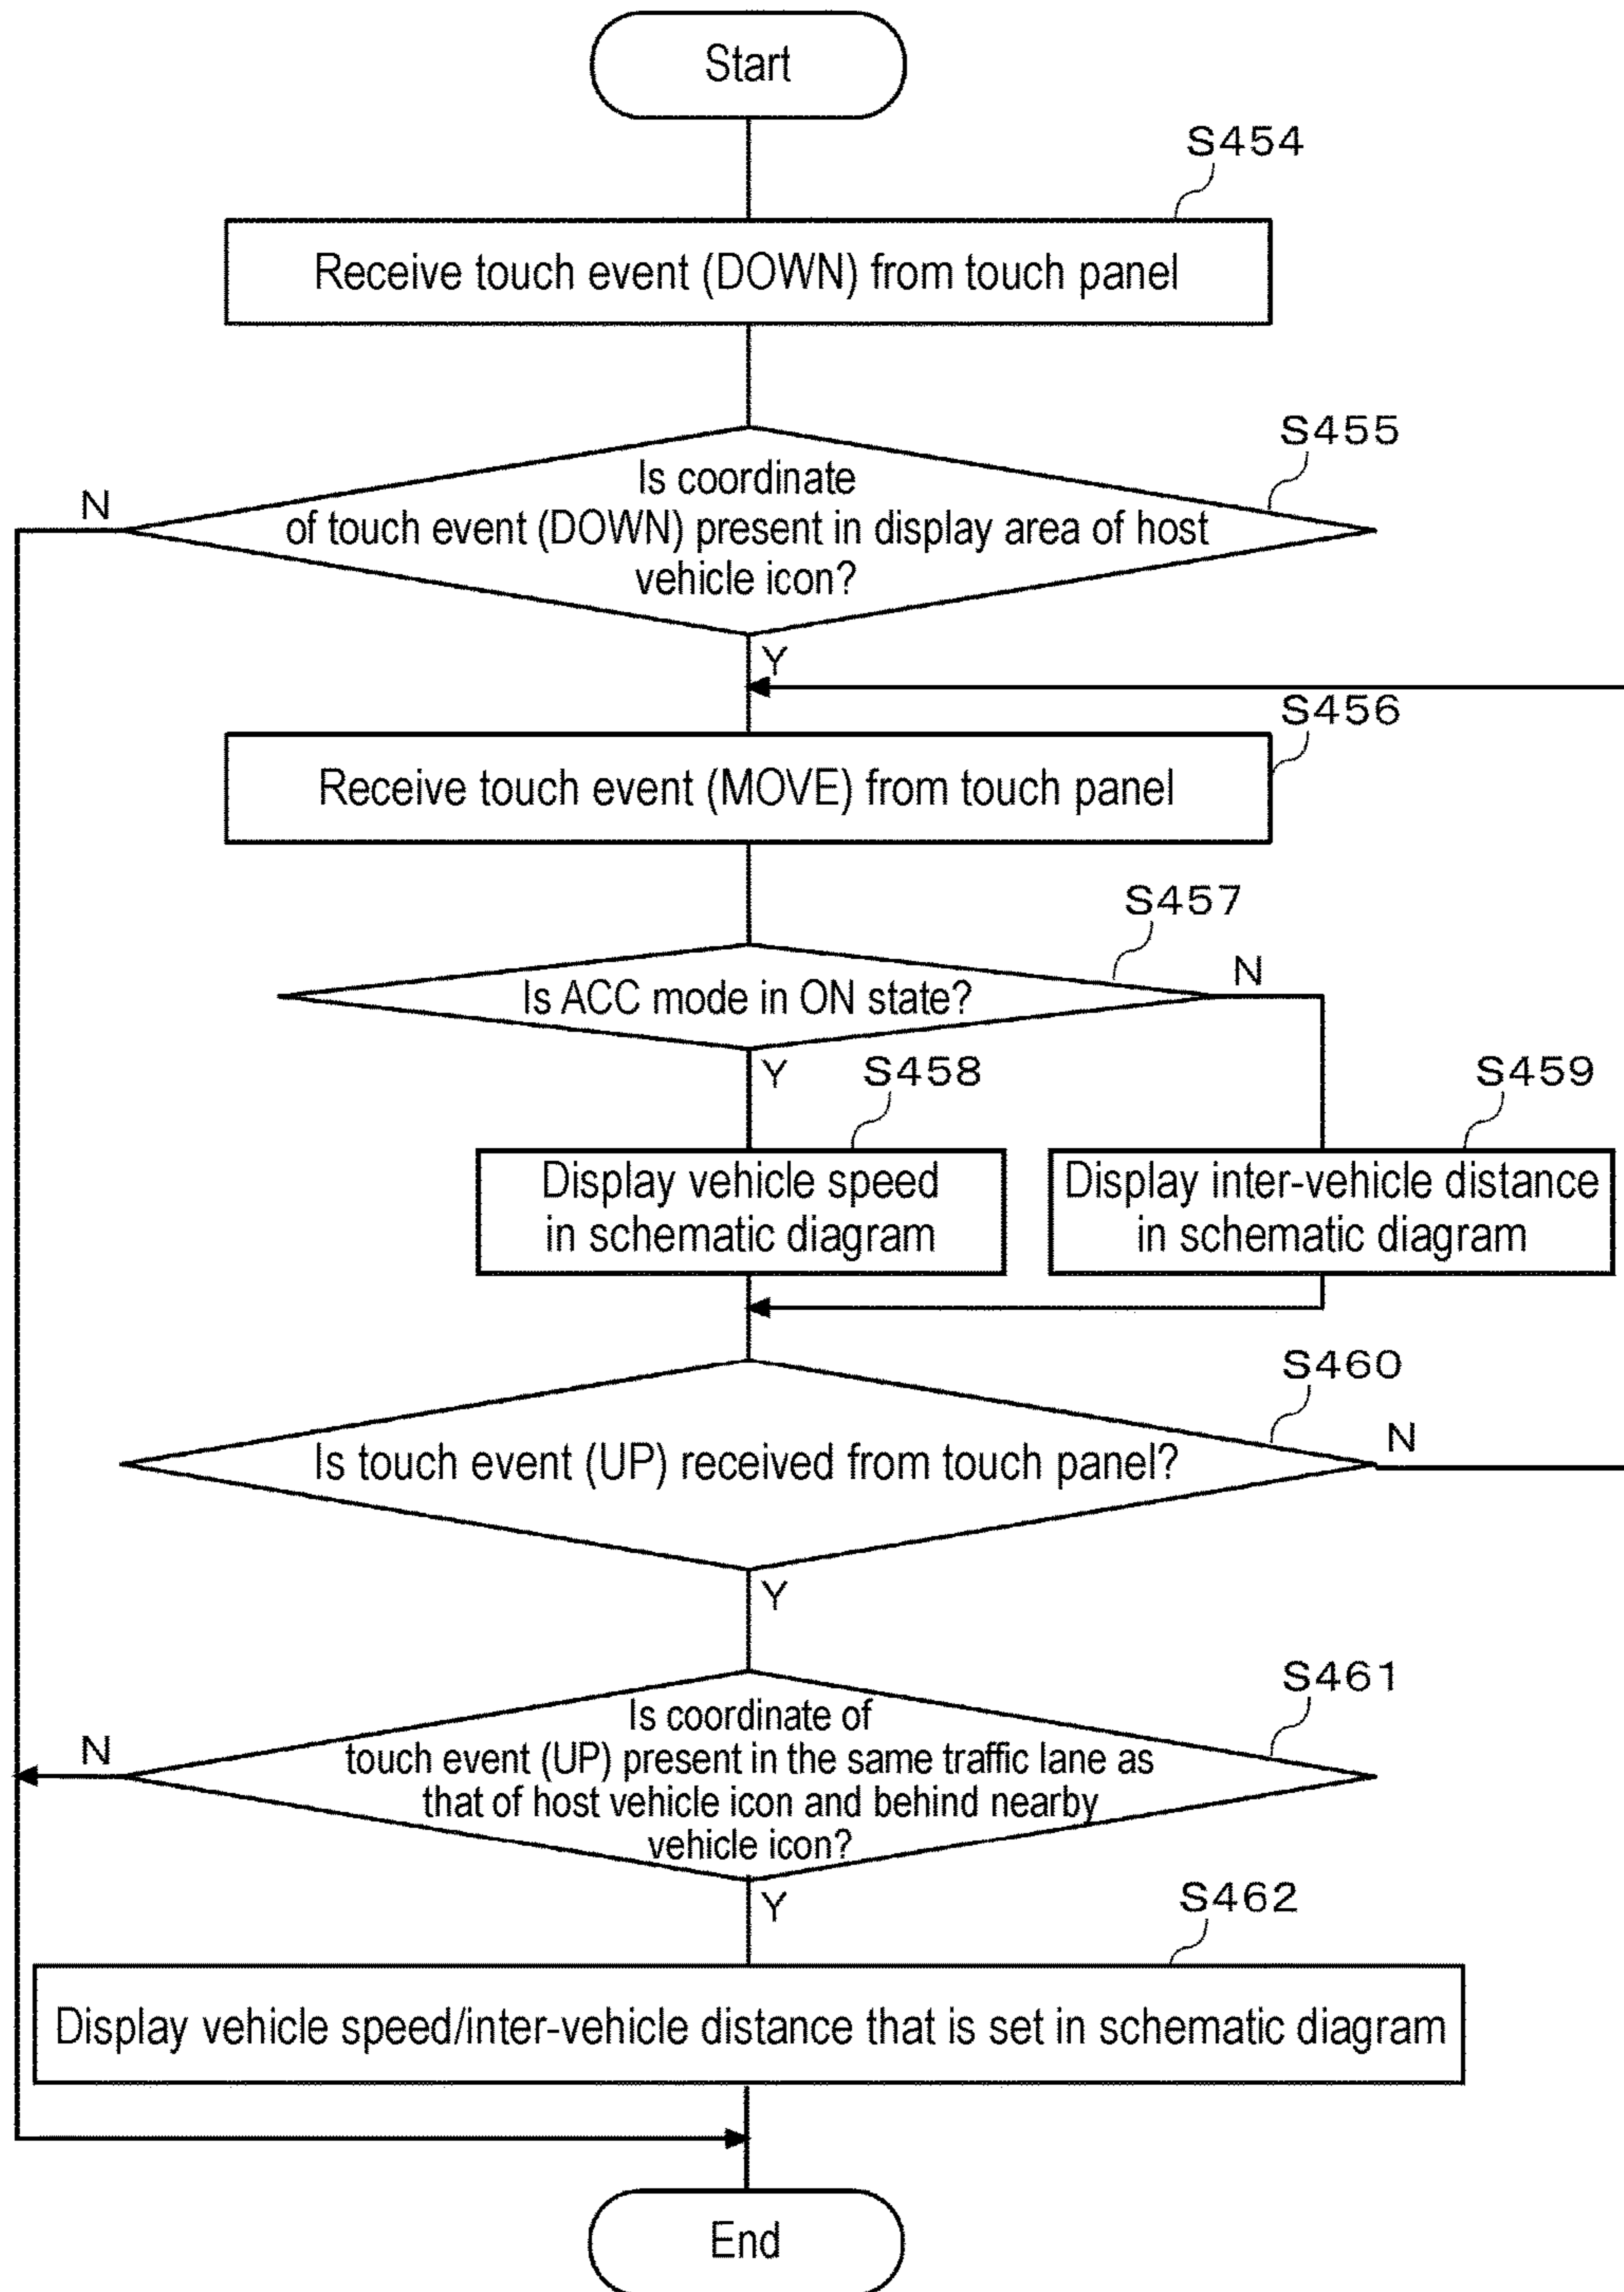 Start
S454
Receive touch event (DOWN) from touch panel
S455
Is coordinate
of touch event (DOWN) present in display area of host
vehicle icon?
N
Y
S456
Receive touch event (MOVE) from touch panel
S457
Is ACC mode in ON state?
N
Y
S458
S459
Display vehicle speed
in schematic diagram
Display inter-vehicle distance
in schematic diagram
S460
Is touch event (UP) received from touch panel?
N
Y
S461
Is coordinate of
touch event (UP) present in the same traffic lane as
that of host vehicle icon and behind nearby
vehicle icon?
N
Y
S462
Display vehicle speed/inter-vehicle distance that is set in schematic diagram
End